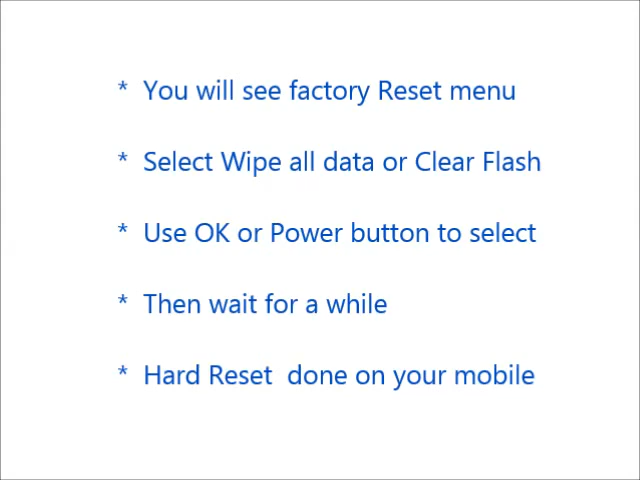 * You will see factory Reset menu
* Select Wipe all data or Clear Flash
* Use OK or Power button to select
* Then wait for a while
* Hard Reset  done on your mobile